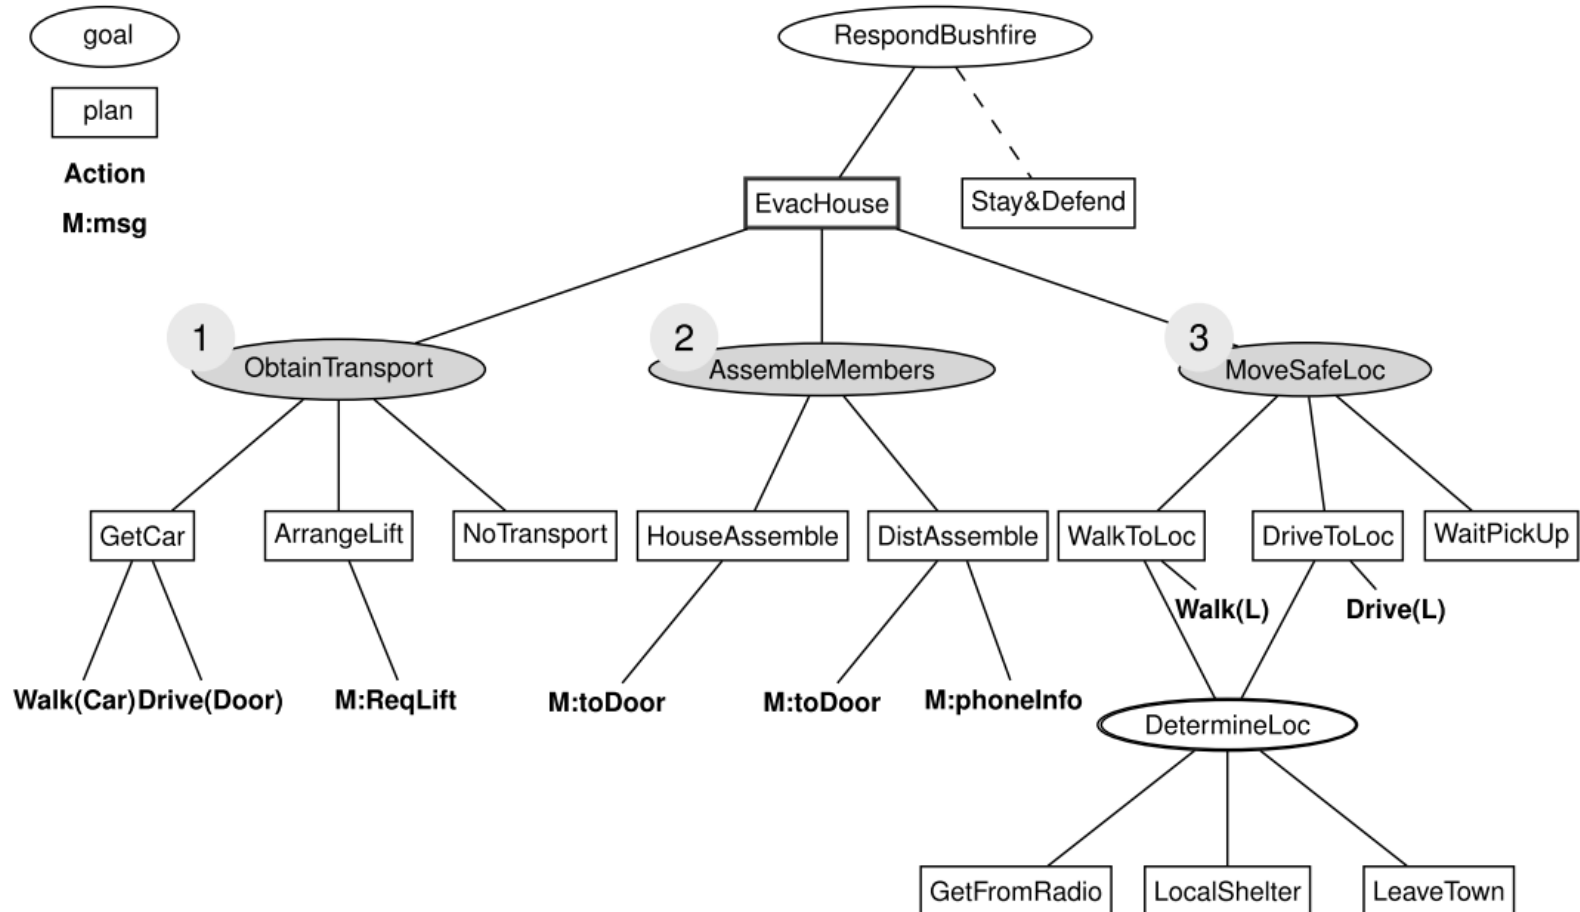 goal
plan
Action
M:msg
RespondBushfire
EvacHouse
Stay&Defend
1
2
3
ObtainTransport
AssembleMembers
MoveSafeLoc
GetCar
ArrangeLift
NoTransport
HouseAssemble
DistAssemble
WalkToLoc
DriveToLoc
WaitPickUp
Walk(L)
Drive(L)
Walk(Car)
Drive(Door)
M:ReqLift
M:toDoor
M:toDoor
M:phoneInfo
DetermineLoc
GetFromRadio
LocalShelter
LeaveTown